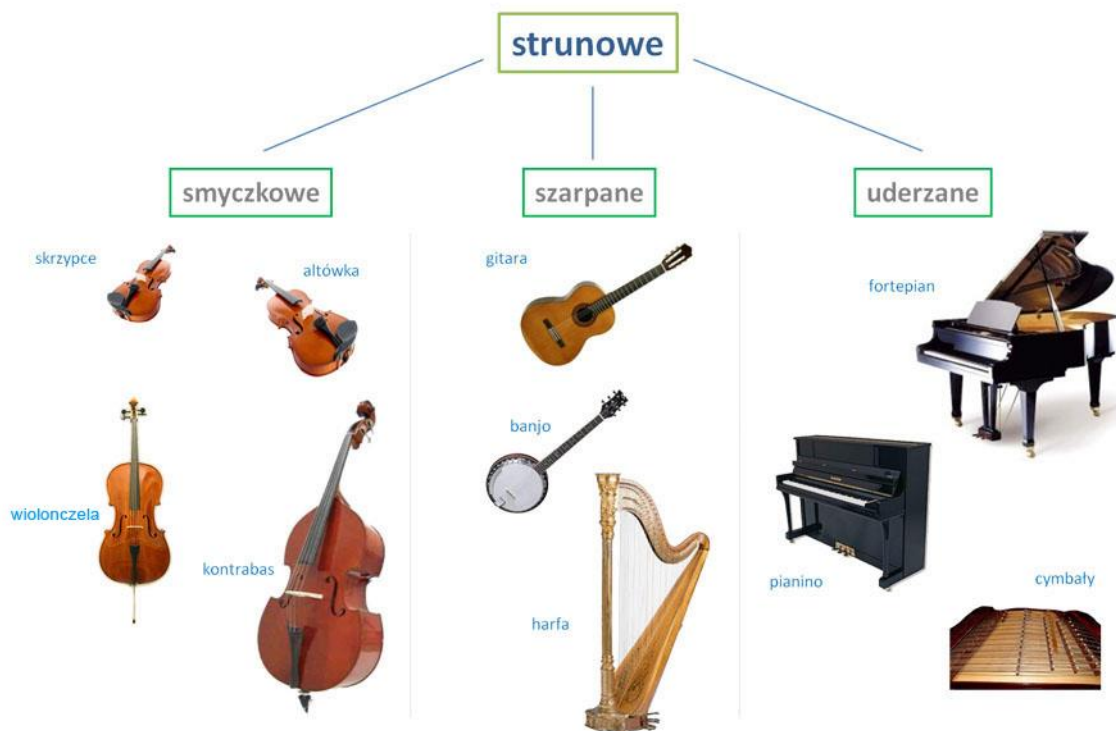 strunowe
smyczkowe
szarpane
uderzane
skrzypce
altówka
wiolonczela
kontrabas
gitara
banjo
harfa
fortepian
pianino
cymbały